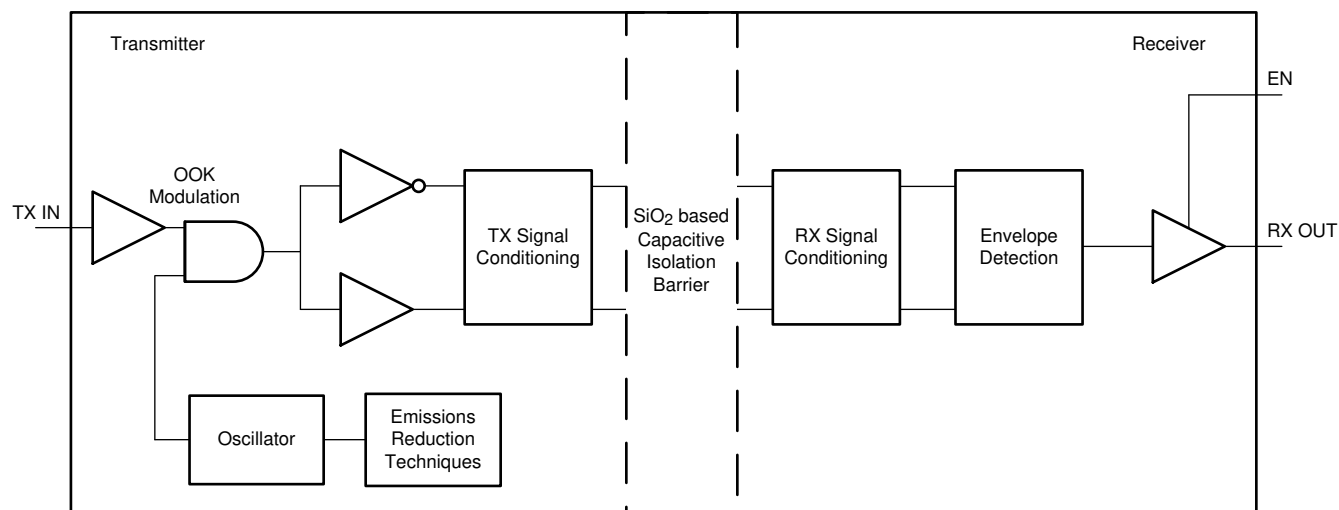 Transmitter
Receiver
EN
OOK
Modulation
TX IN
TX Signal
Conditioning
SiO₂ based
Capacitive
Isolation
Barrier
RX Signal
Conditioning
Envelope
Detection
RX OUT
Oscillator
Emissions
Reduction
Techniques